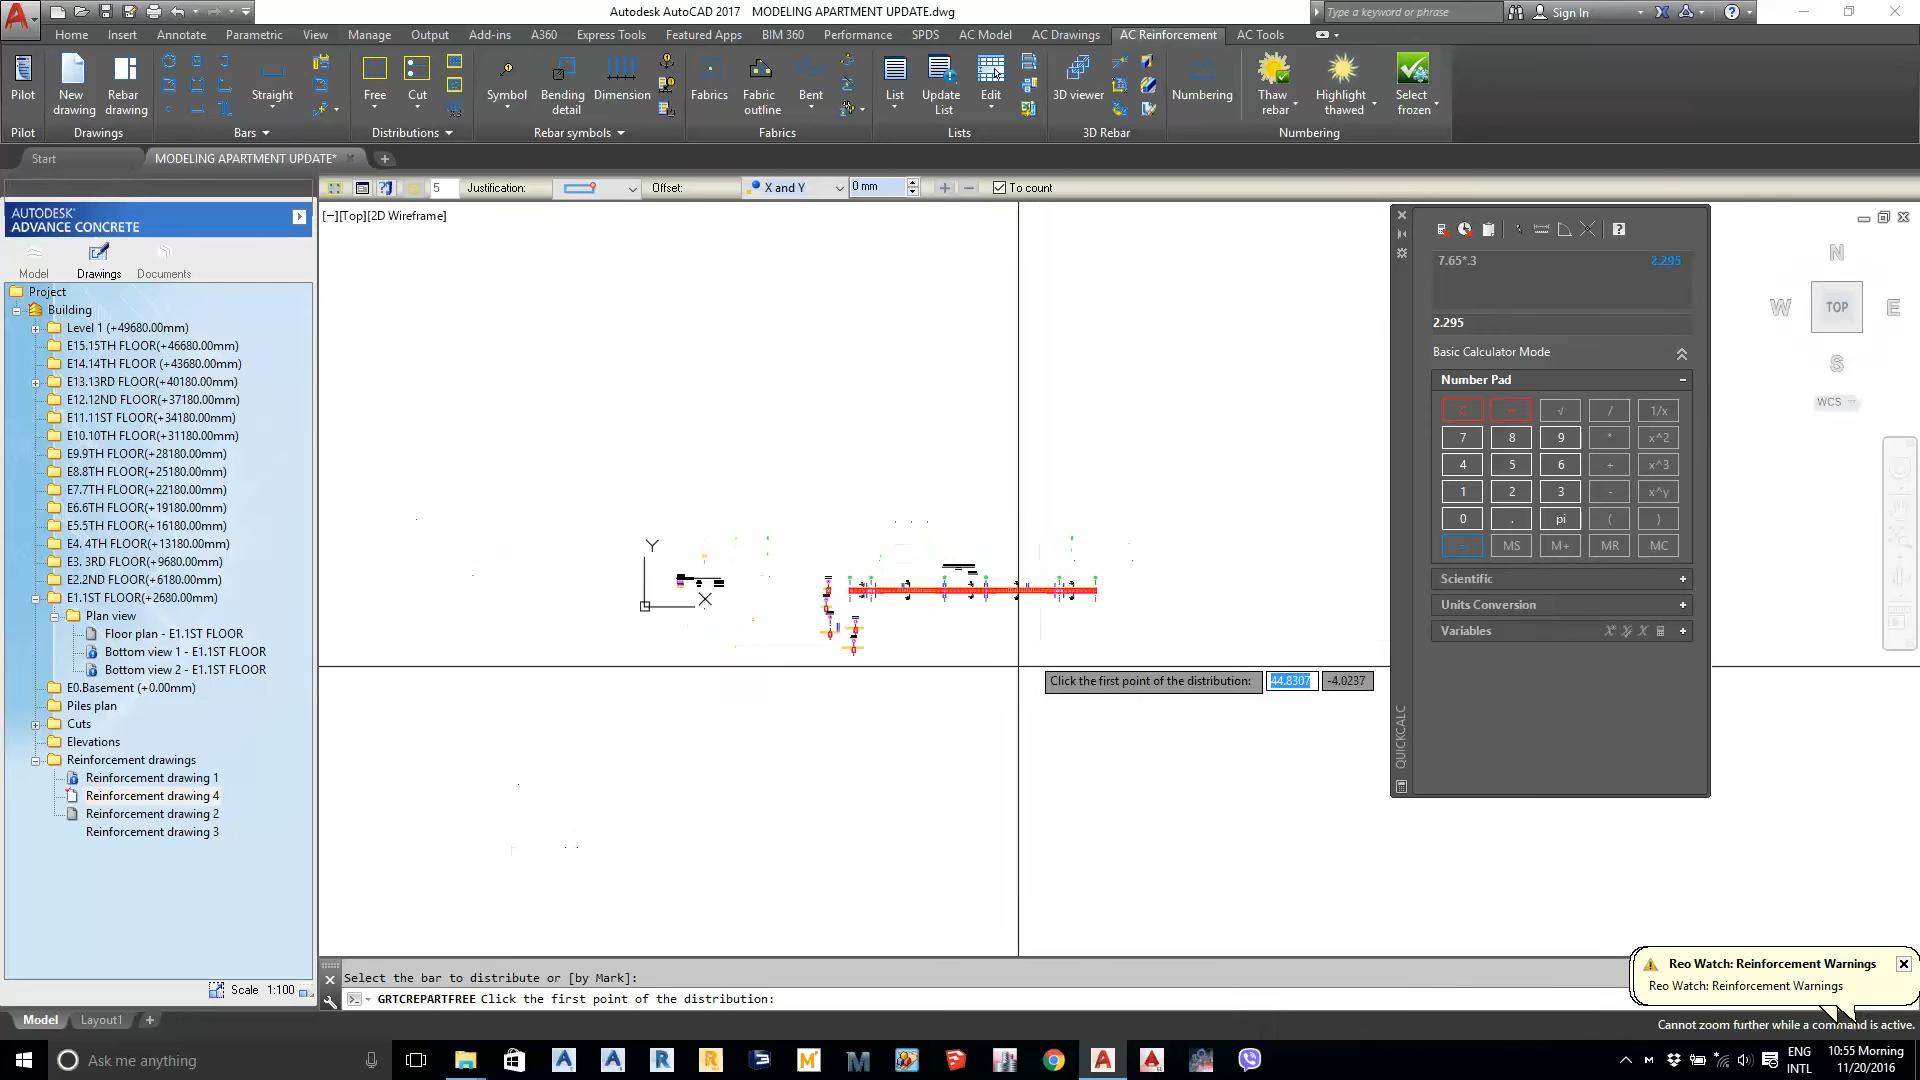 Autodesk AutoCAD 2017 MODELING APARTMENT UPDATE.dwg
Type a keyword or phrase
Sign In
Home Insert Annotate Parametric View Manage Output Add-ins A360 Express Tools Featured Apps BIM 360 Performance SPDS AC Model AC Drawings AC Reinforcement AC Tools
Pilot
New drawing
Rebar drawing
Straight
Free
Cut
Symbol
Bending detail
Dimension
Fabrics
Fabric outline
Bent
List
Update List
Edit
3D viewer
Numbering
Thaw rebar
Highlight thawed
Select frozen
Pilot Drawings Bars Distributions Rebar symbols Fabrics Lists 3D Rebar Numbering
Start MODELING APARTMENT UPDATE*
5 Justification: Offset: X and Y 0 mm To count
AUTODESK®
ADVANCE CONCRETE
Model Drawings Documents
Project
Building
Level 1 (+49680.00mm)
E15.15TH FLOOR(+46680.00mm)
E14.14TH FLOOR (+43680.00mm)
E13.13RD FLOOR(+40180.00mm)
E12.12ND FLOOR(+37180.00mm)
E11.11ST FLOOR(+34180.00mm)
E10.10TH FLOOR(+31180.00mm)
E9.9TH FLOOR(+28180.00mm)
E8.8TH FLOOR(+25180.00mm)
E7.7TH FLOOR(+22180.00mm)
E6.6TH FLOOR(+19180.00mm)
E5.5TH FLOOR(+16180.00mm)
E4. 4TH FLOOR(+13180.00mm)
E3. 3RD FLOOR(+9680.00mm)
E2.2ND FLOOR(+6180.00mm)
E1.1ST FLOOR(+2680.00mm)
Plan view
Floor plan - E1.1ST FLOOR
Bottom view 1 - E1.1ST FLOOR
Bottom view 2 - E1.1ST FLOOR
E0.Basement (+0.00mm)
Piles plan
Cuts
Elevations
Reinforcement drawings
Reinforcement drawing 1
Reinforcement drawing 4
Reinforcement drawing 2
Reinforcement drawing 3
Scale 1:100
[−][Top][2D Wireframe]
Y
X
Click the first point of the distribution: 44.8307 -4.0237
7.65*.3 2.295
2.295
Basic Calculator Mode
Number Pad
C √ / 1/x
7 8 9 * x^2
4 5 6 + x^3
1 2 3 - x^y
0 . pi ( )
= MS M+ MR MC
Scientific
Units Conversion
Variables
QUICKCALC
N
W TOP E
S
WCS
Select the bar to distribute or [by Mark]:
GRTCREPARTFREE Click the first point of the distribution:
Reo Watch: Reinforcement Warnings
Reo Watch: Reinforcement Warnings
Cannot zoom further while a command is active.
Model Layout1
Ask me anything
ENG
INTL
10:55 Morning
11/20/2016